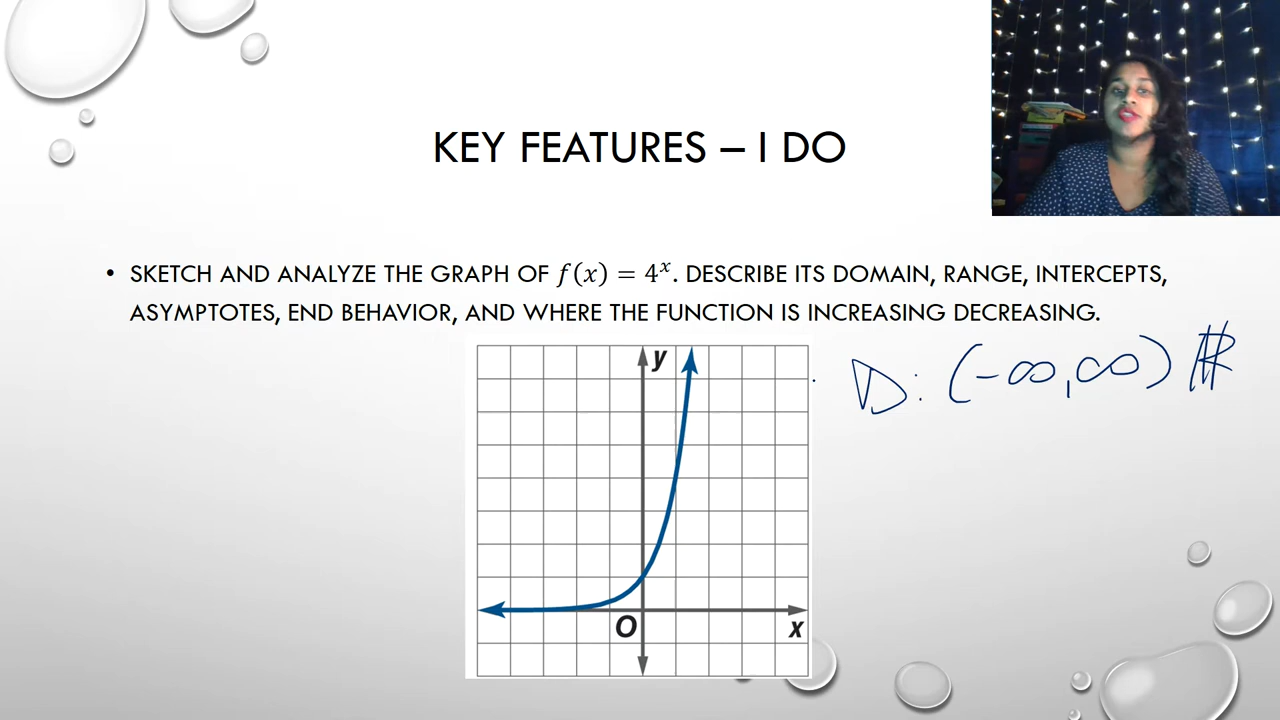 KEY FEATURES – I DO
• SKETCH AND ANALYZE THE GRAPH OF f(x) = 4ˣ. DESCRIBE ITS DOMAIN, RANGE, INTERCEPTS,
ASYMPTOTES, END BEHAVIOR, AND WHERE THE FUNCTION IS INCREASING DECREASING.
D: (-∞,∞) ℝ
y
O
x